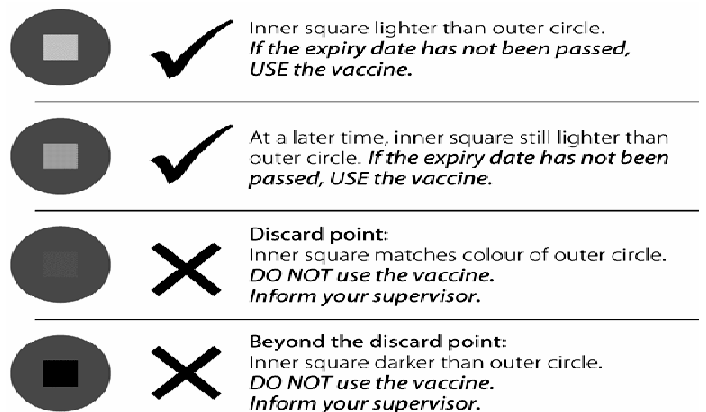 Inner square lighter than outer circle.
If the expiry date has not been passed,
USE the vaccine.
At a later time, inner square still lighter than
outer circle. If the expiry date has not been
passed, USE the vaccine.
Discard point:
Inner square matches colour of outer circle.
DO NOT use the vaccine.
Inform your supervisor.
Beyond the discard point:
Inner square darker than outer circle.
DO NOT use the vaccine.
Inform your supervisor.